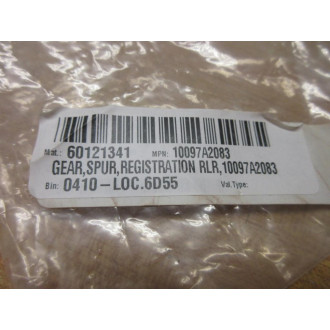 Mat.: 60121341 MPN: 10097A2083
GEAR,SPUR,REGISTRATION RLR,10097A2083
Bin: 0410-LOC.6D55 Val.Type: